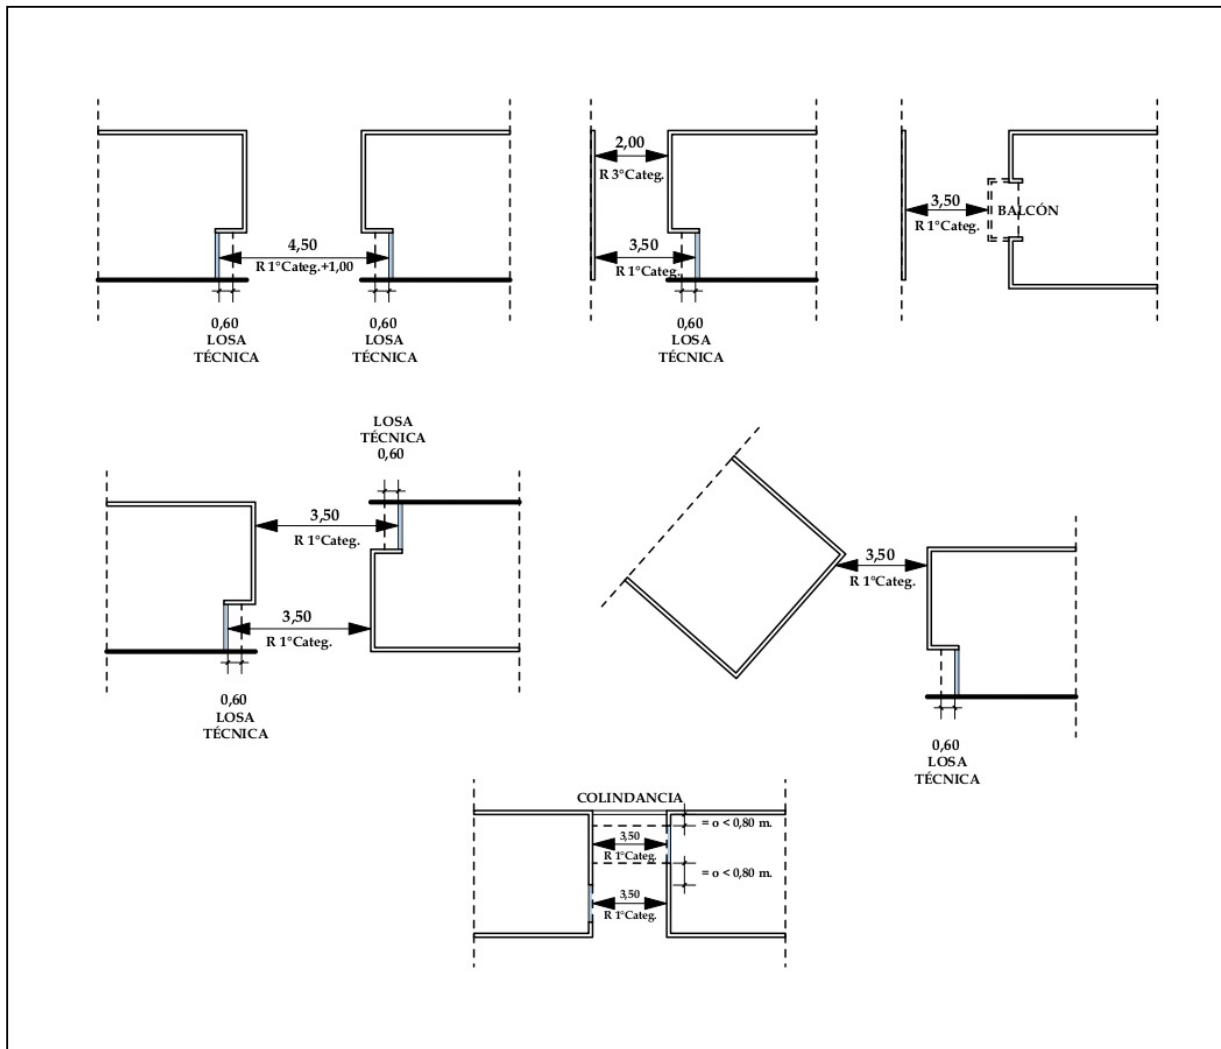 4,50
R 1°Categ.+1,00
0,60
LOSA
TÉCNICA
0,60
LOSA
TÉCNICA
2,00
R 3°Categ.
3,50
R 1°Categ.
0,60
LOSA
TÉCNICA
3,50
R 1°Categ.
BALCÓN
LOSA
TÉCNICA
0,60
3,50
R 1°Categ.
3,50
R 1°Categ.
0,60
LOSA
TÉCNICA
3,50
R 1°Categ.
0,60
LOSA
TÉCNICA
COLINDANCIA
= o < 0,80 m.
3,50
R 1°Categ.
= o < 0,80 m.
3,50
R 1°Categ.